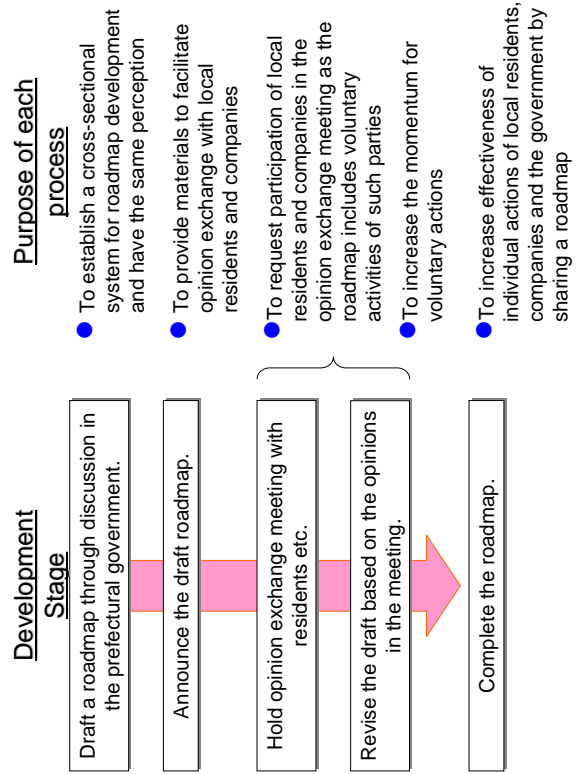 Development
Stage
Draft a roadmap through discussion in
the prefectural government.
Announce the draft roadmap.
Hold opinion exchange meeting with
residents etc.
Revise the draft based on the opinions
in the meeting.
Complete the roadmap.
Purpose of each
process
● To establish a cross-sectional
system for roadmap development
and have the same perception
● To provide materials to facilitate
opinion exchange with local
residents and companies
● To request participation of local
residents and companies in the
opinion exchange meeting as the
roadmap includes voluntary
activities of such parties
● To increase the momentum for
voluntary actions
● To increase effectiveness of
individual actions of local residents,
companies and the government by
sharing a roadmap